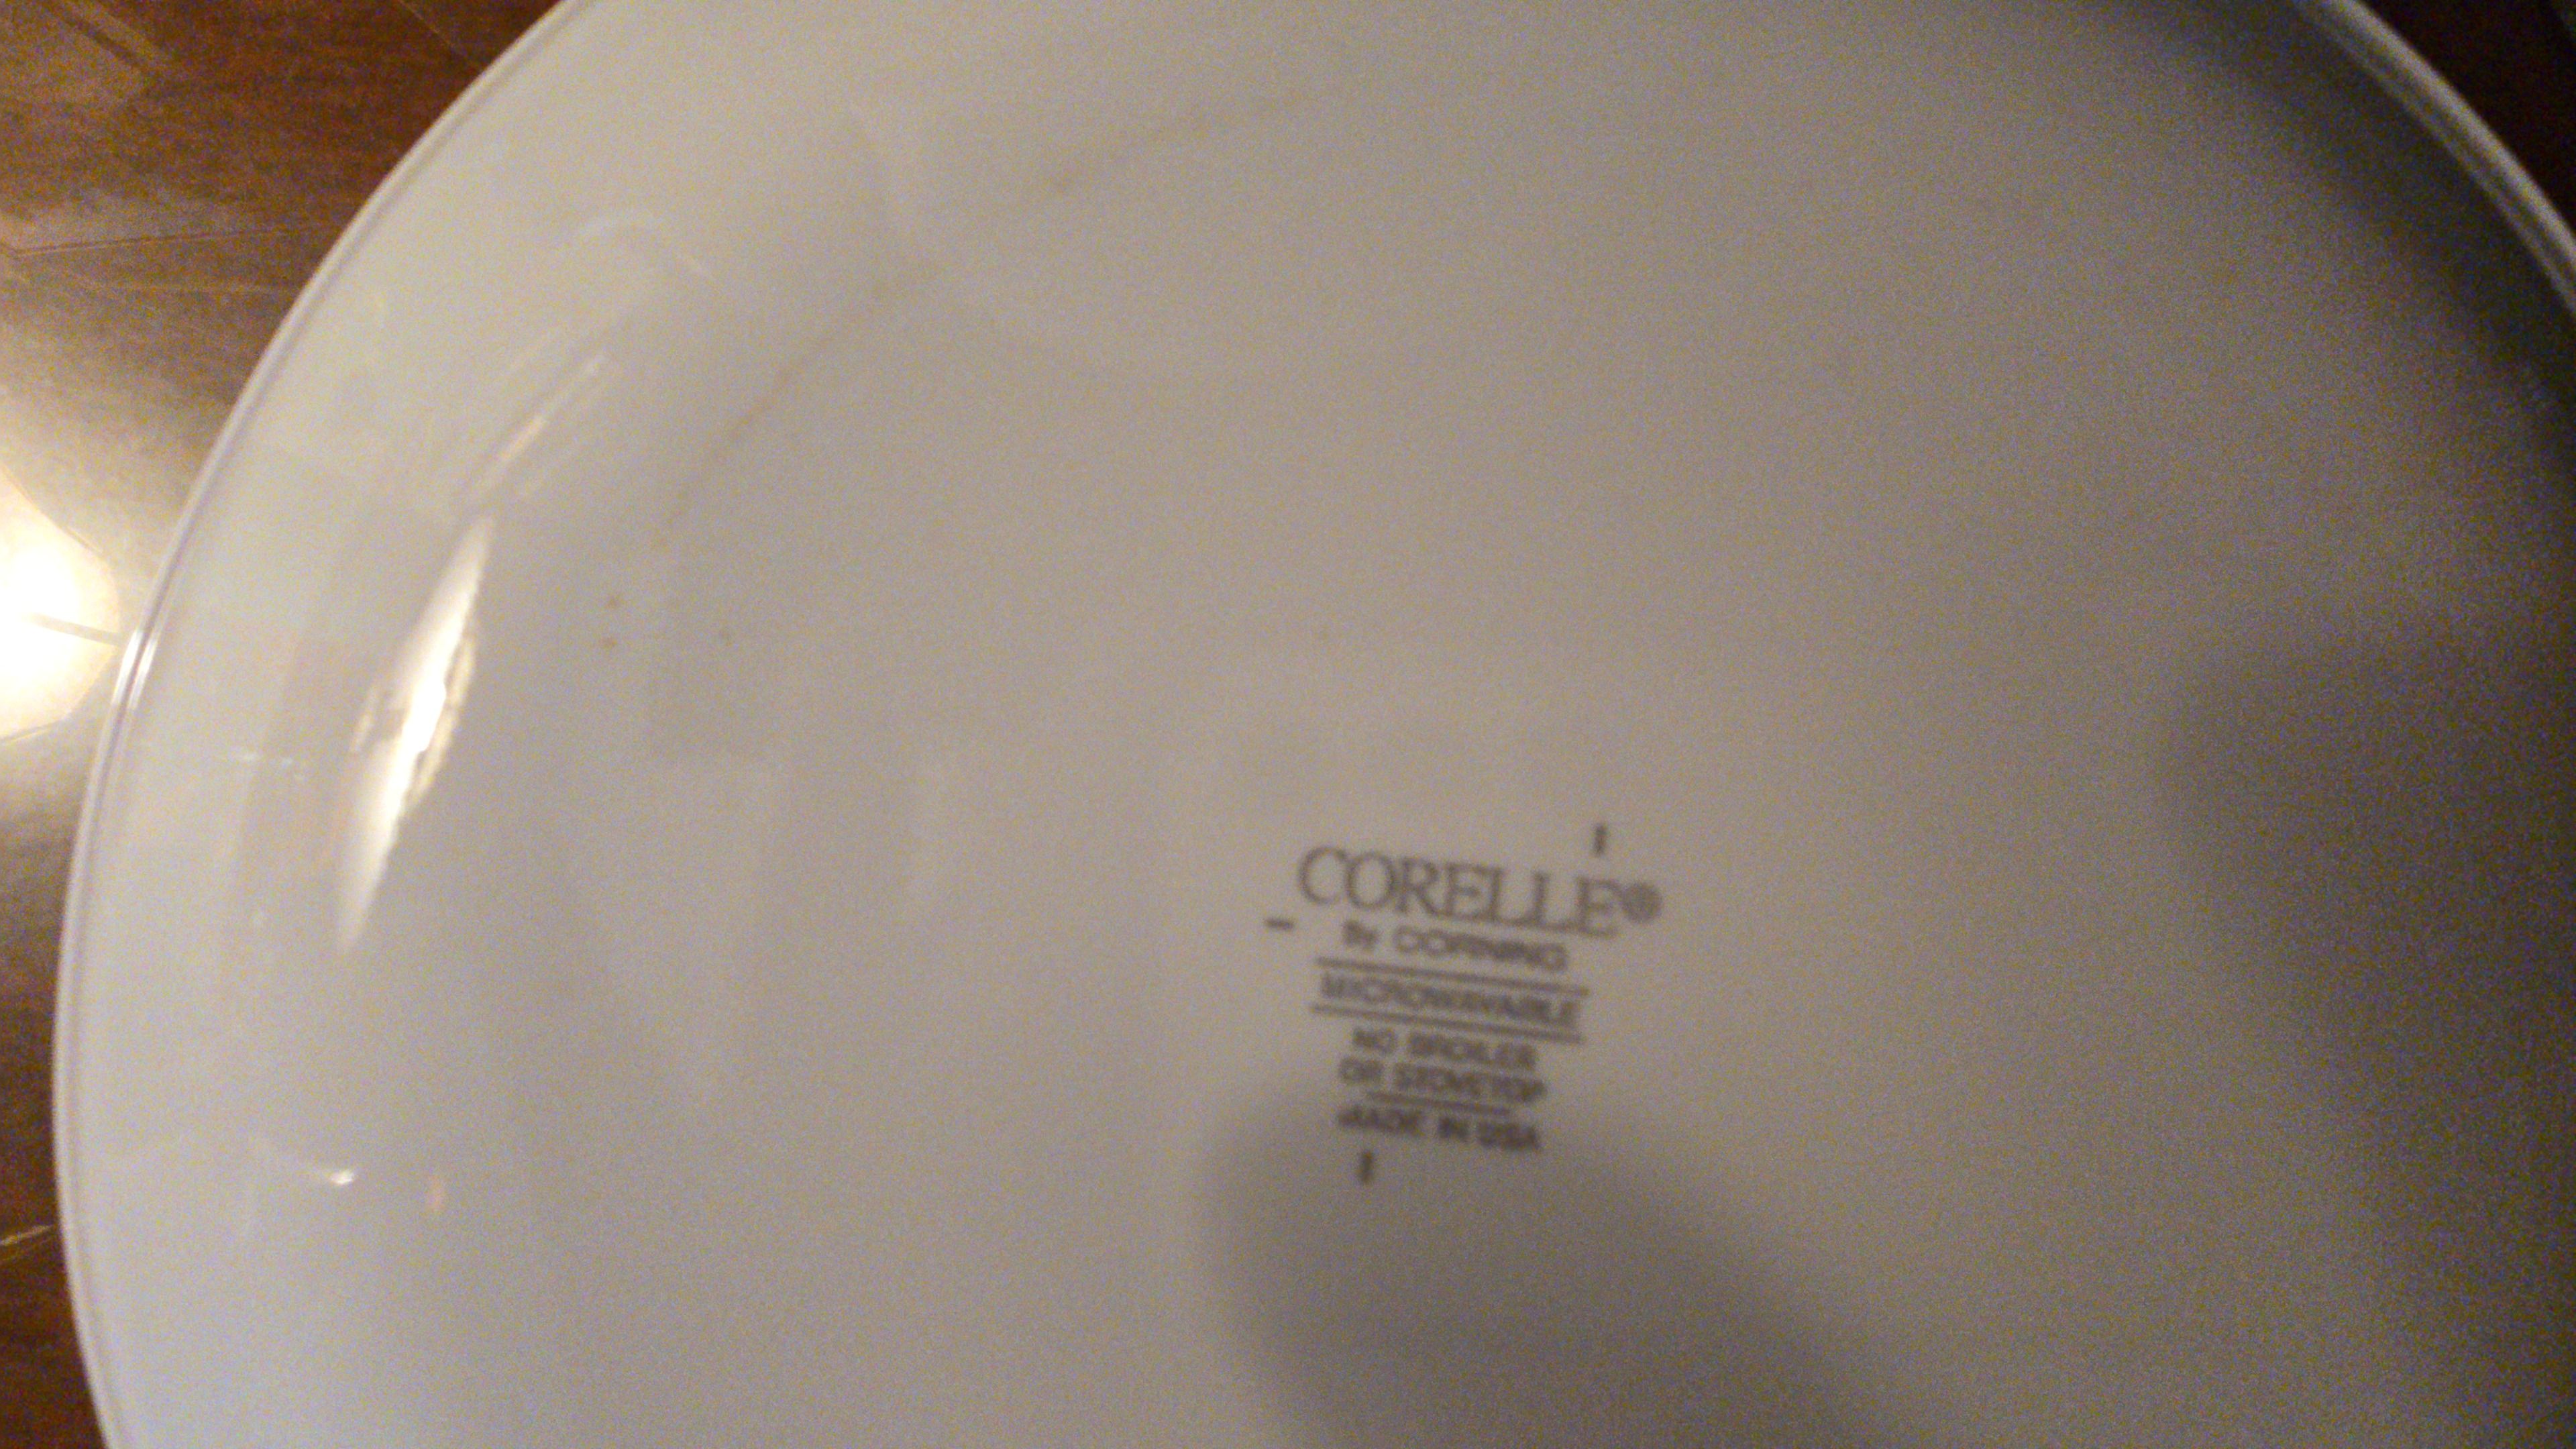 CORELLE®
By CORNING
MICROWAVABLE
NO BROILER
OR STOVETOP
MADE IN USA